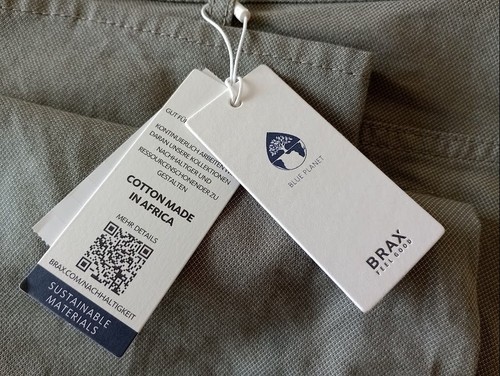 GUT FÜ
KONTINUIERLICH ARBEITEN
DARAN UNSERE KOLLEKTIONEN
NACHHALTIGER UND
RESSOURCENSCHONENDER ZU
GESTALTEN
COTTON MADE
IN AFRICA
MEHR DETAILS
BRAX.COM/NACHHALTIGKEIT
SUSTAINABLE
MATERIALS
BLUE PLANET
BRAX
FEEL GOOD